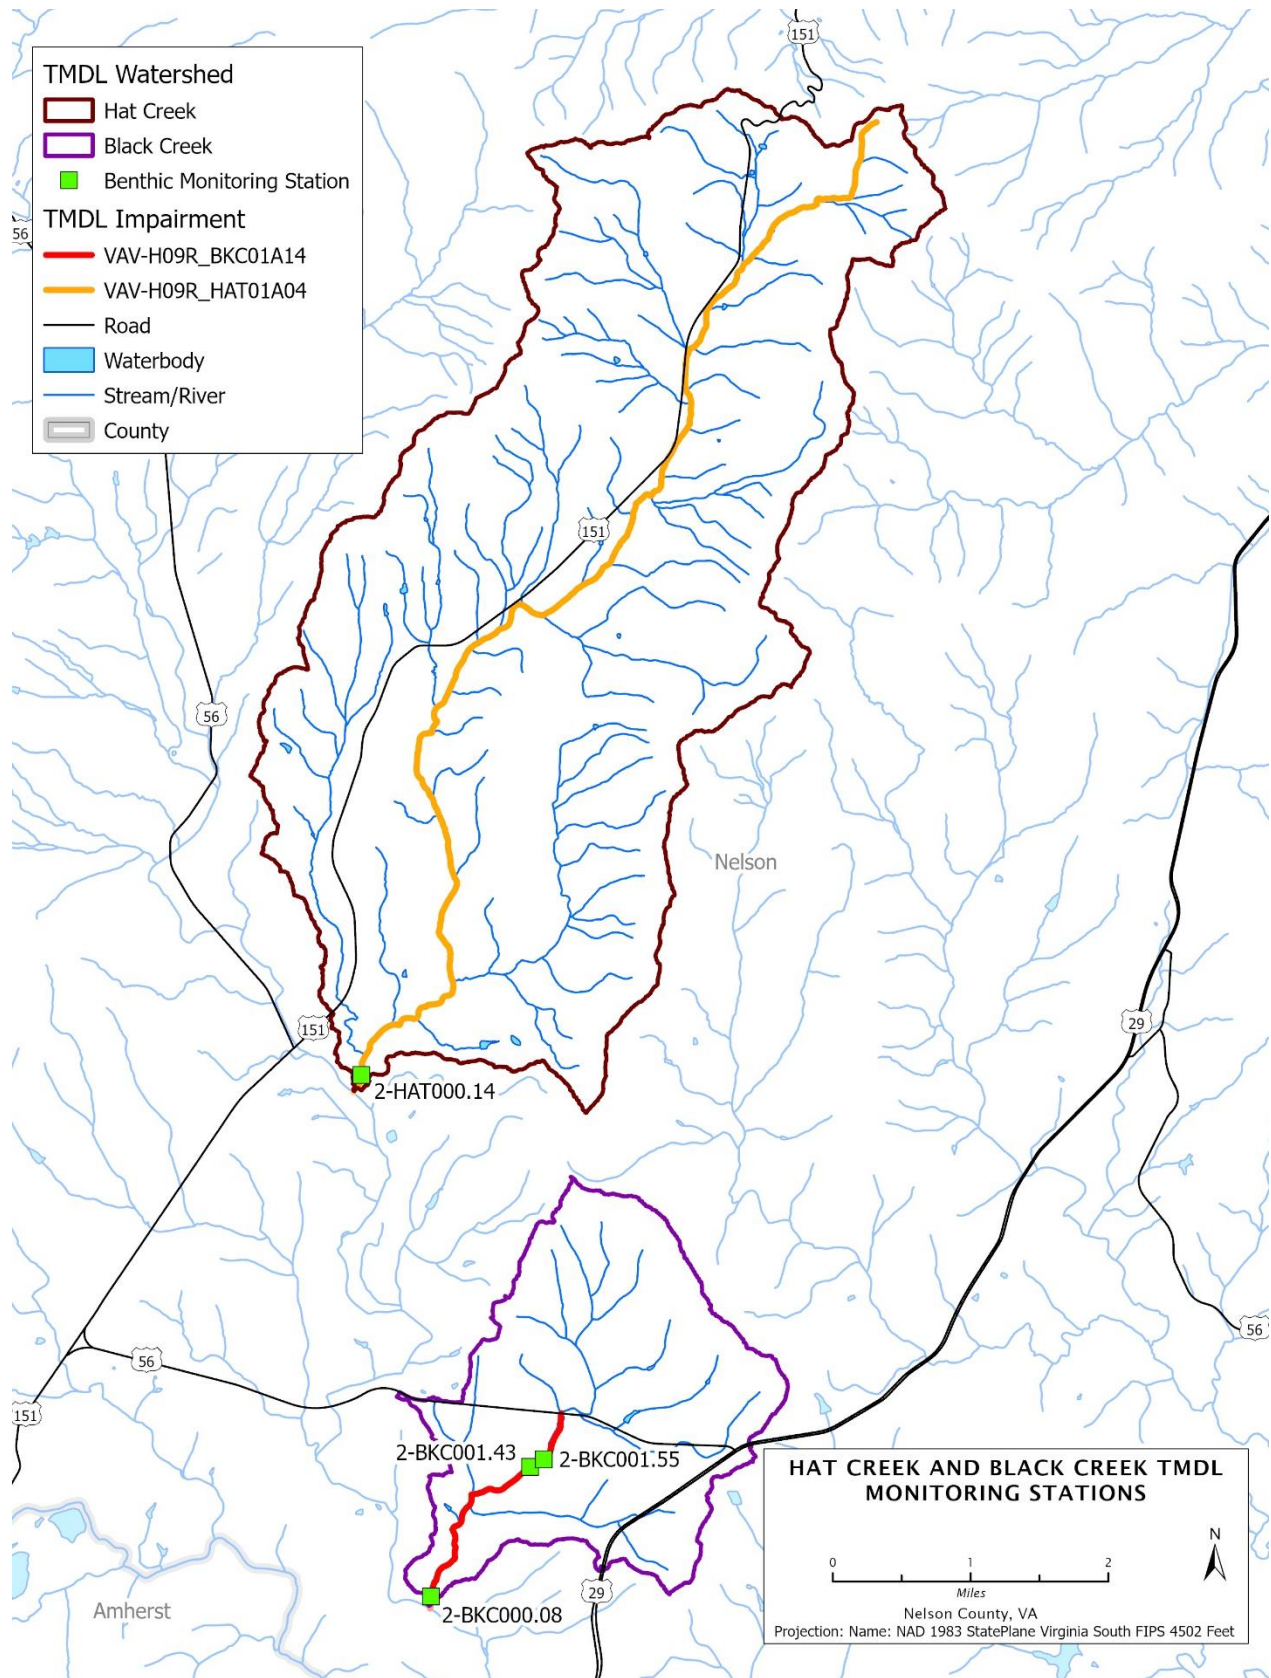 TMDL Watershed
Hat Creek
Black Creek
Benthic Monitoring Station
TMDL Impairment
VAV-H09R_BKC01A14
VAV-H09R_HAT01A04
Road
Waterbody
Stream/River
County
151
56
151
56
Nelson
29
151
2-HAT000.14
56
56
151
2-BKC001.43
2-BKC001.55
29
2-BKC000.08
Amherst
HAT CREEK AND BLACK CREEK TMDL
MONITORING STATIONS
N
0 1 2
Miles
Nelson County, VA
Projection: Name: NAD 1983 StatePlane Virginia South FIPS 4502 Feet